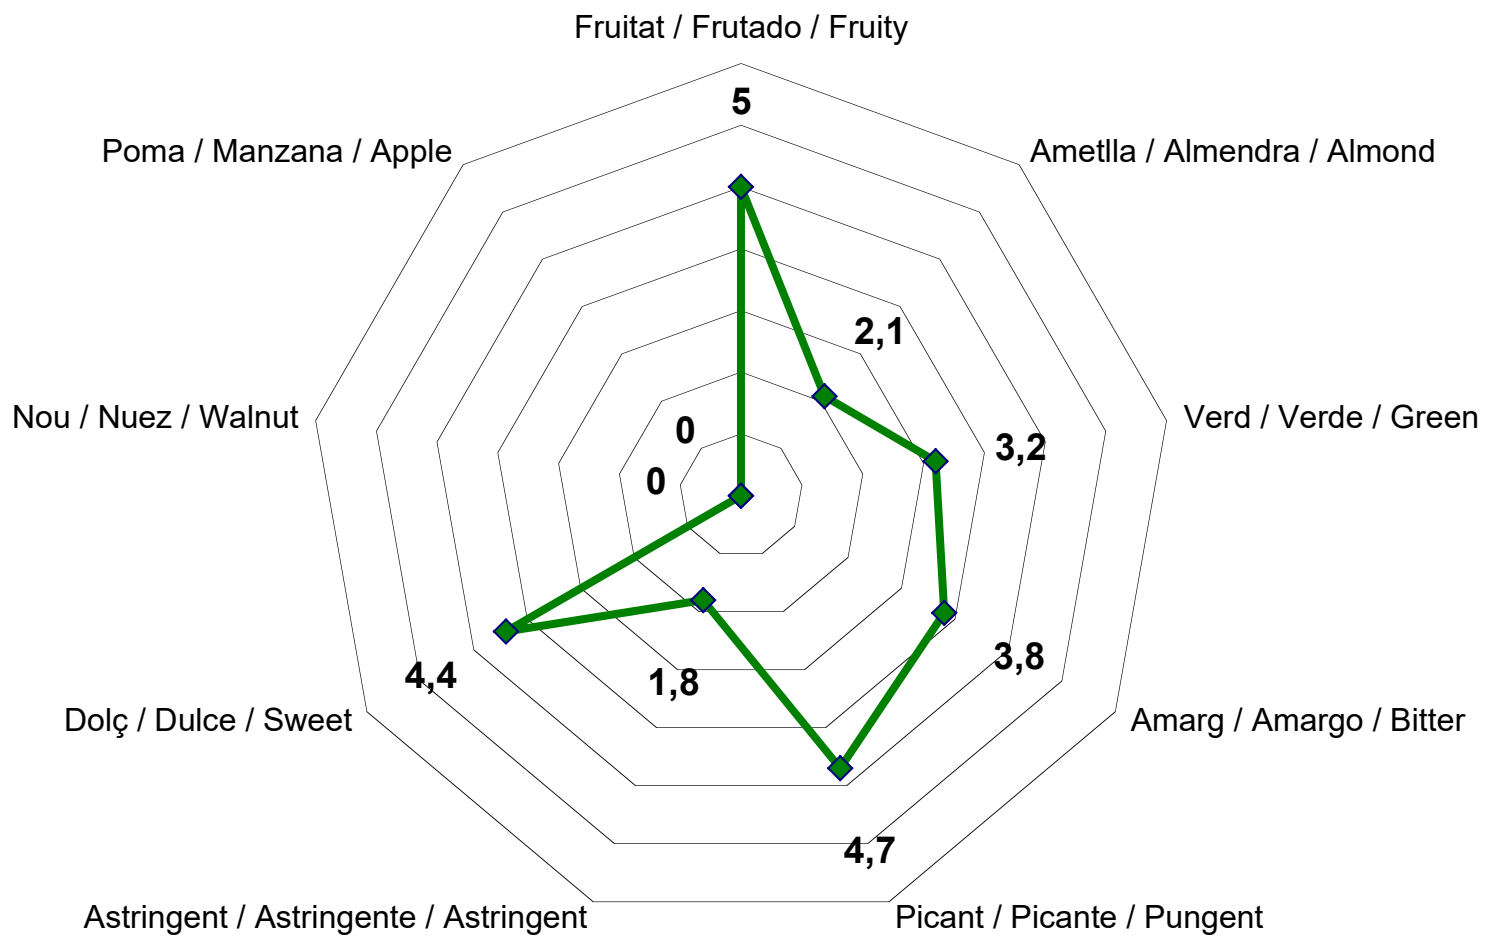 Fruitat / Frutado / Fruity
5
Poma / Manzana / Apple
Ametlla / Almendra / Almond
2,1
Nou / Nuez / Walnut
0
Verd / Verde / Green
3,2
0
3,8
4,4
1,8
Dolç / Dulce / Sweet
Amarg / Amargo / Bitter
4,7
Astringent / Astringente / Astringent
Picant / Picante / Pungent